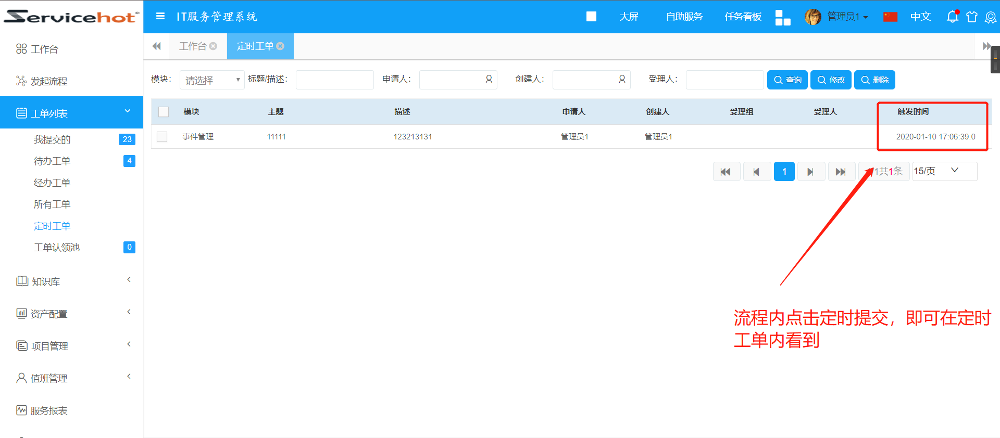 Servicehot
IT服务管理系统
大屏
自助服务
任务看板
管理员1
中文
工作台
发起流程
工单列表
我提交的 23
待办工单 4
经办工单
所有工单
定时工单
工单认领池 0
知识库
资产配置
项目管理
值班管理
服务报表
工作台 定时工单
模块： 请选择 标题/描述： 申请人： 创建人： 受理人： 查询 修改 删除
模块 主题 描述 申请人 创建人 受理组 受理人 触发时间
事件管理 11111 123213131 管理员1 管理员1 2020-01-10 17:06:39.0
1 1共1条 15/页
流程内点击定时提交，即可在定时
工单内看到